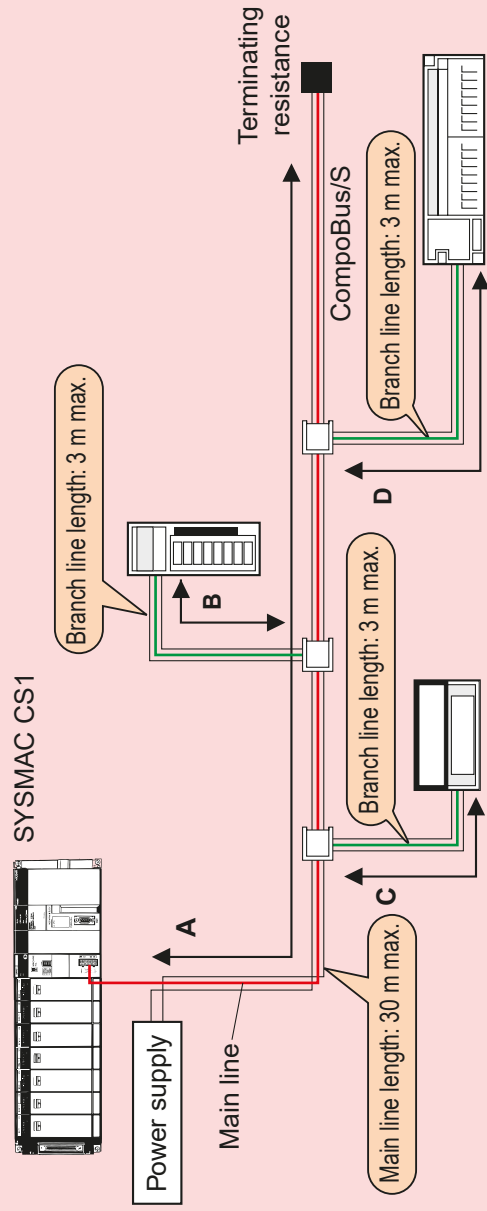 SYSMAC CS1
Power supply
Main line
A
Branch line length: 3 m max.
B
Terminating
resistance
CompoBus/S
Branch line length: 3 m max.
Branch line length: 3 m max.
C
D
Main line length: 30 m max.